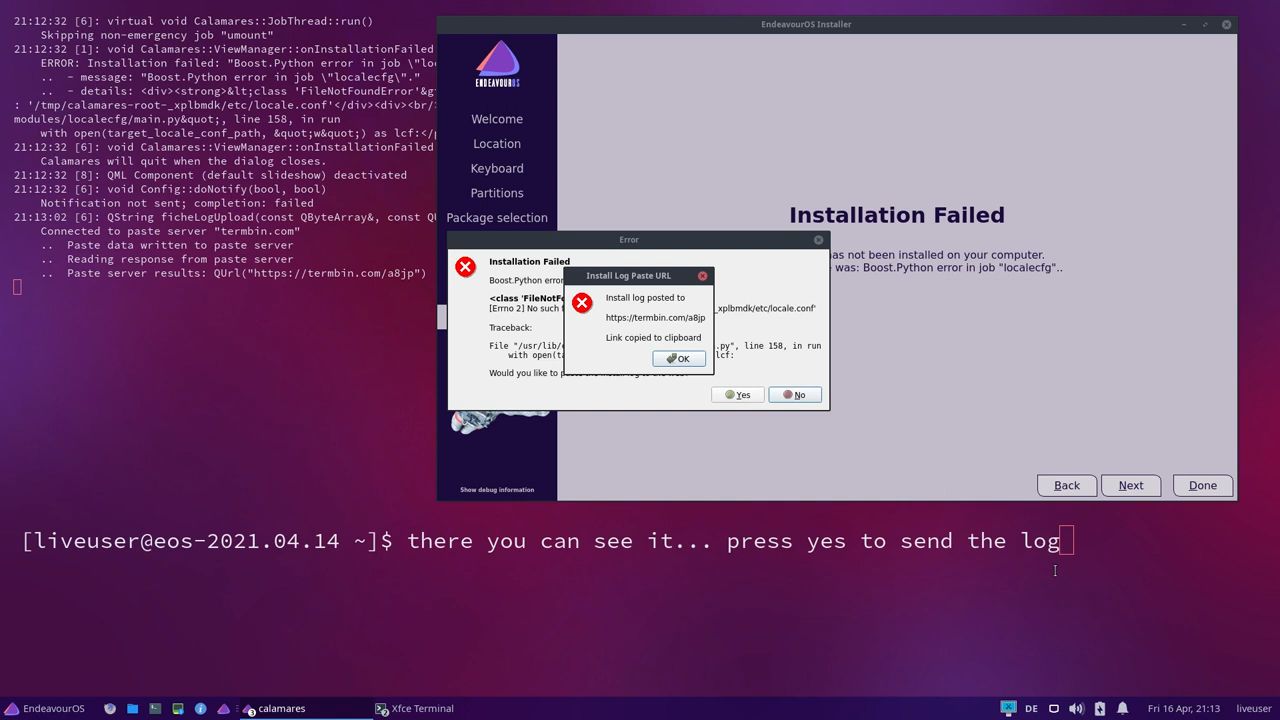 21:12:32 [6]: virtual void Calamares::JobThread::run()
Skipping non-emergency job "umount"
21:12:32 [1]: void Calamares::ViewManager::onInstallationFailed
ERROR: Installation failed: "Boost.Python error in job \"loc
.. - message: "Boost.Python error in job \"localecfg\"."
.. - details: <div><strong>&lt;class 'FileNotFoundError'&g
: '/tmp/calamares-root-_xplbmdk/etc/locale.conf'</div><div><br/
modules/localecfg/main.py&quot;, line 158, in run
with open(target_locale_conf_path, &quot;w&quot;) as lcf:</
21:12:32 [6]: void Calamares::ViewManager::onInstallationFailed
Calamares will quit when the dialog closes.
21:12:32 [8]: QML Component (default slideshow) deactivated
21:12:32 [6]: void Config::doNotify(bool, bool)
Notification not sent; completion: failed
21:13:02 [6]: QString ficheLogUpload(const QByteArray&, const QU
Connected to paste server "termbin.com"
.. Paste data written to paste server
.. Reading response from paste server
.. Paste server results: QUrl("https://termbin.com/a8jp")
EndeavourOS Installer
ENDEAVOUROS
Welcome
Location
Keyboard
Partitions
Package selection
Show debug information
Installation Failed
has not been installed on your computer.
was: Boost.Python error in job "localecfg"..
Back
Next
Done
Error
Installation Failed
Boost.Python erro
<class 'FileNotFo
[Errno 2] No such f
_xplbmdk/etc/locale.conf'
Traceback:
File "/usr/lib/
.py", line 158, in run
with open(ta
lcf:
Would you like to
Yes
No
Install Log Paste URL
Install log posted to
https://termbin.com/a8jp
Link copied to clipboard
OK
[liveuser@eos-2021.04.14 ~]$ there you can see it... press yes to send the log
EndeavourOS
3 calamares
2 Xfce Terminal
DE
Fri 16 Apr, 21:13
liveuser